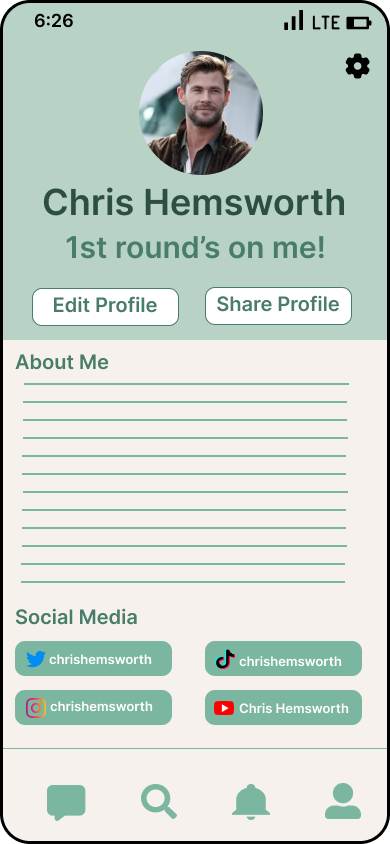 6:26 LTE
Chris Hemsworth
1st round’s on me!
Edit Profile Share Profile
About Me
Social Media
chrishemsworth chrishemsworth
chrishemsworth Chris Hemsworth